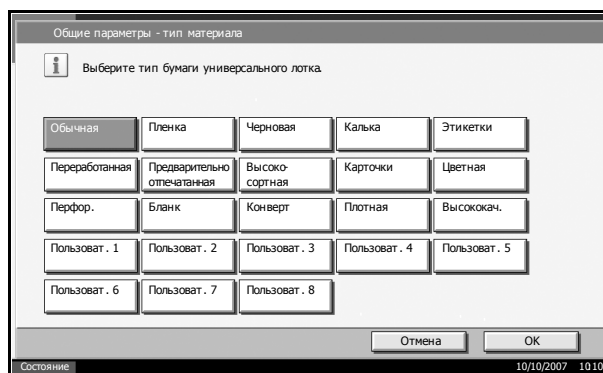 Общие параметры - тип материала
Выберите тип бумаги универсального лотка.
Обычная Пленка Черновая Калька Этикетки
Переработанная Предварительно отпечатанная Высоко-сортная Карточки Цветная
Перфор. Бланк Конверт Плотная Высококач.
Пользоват. 1 Пользоват. 2 Пользоват. 3 Пользоват. 4 Пользоват. 5
Пользоват. 6 Пользоват. 7 Пользоват. 8
Отмена OK
Состояние 10/10/2007 10:10